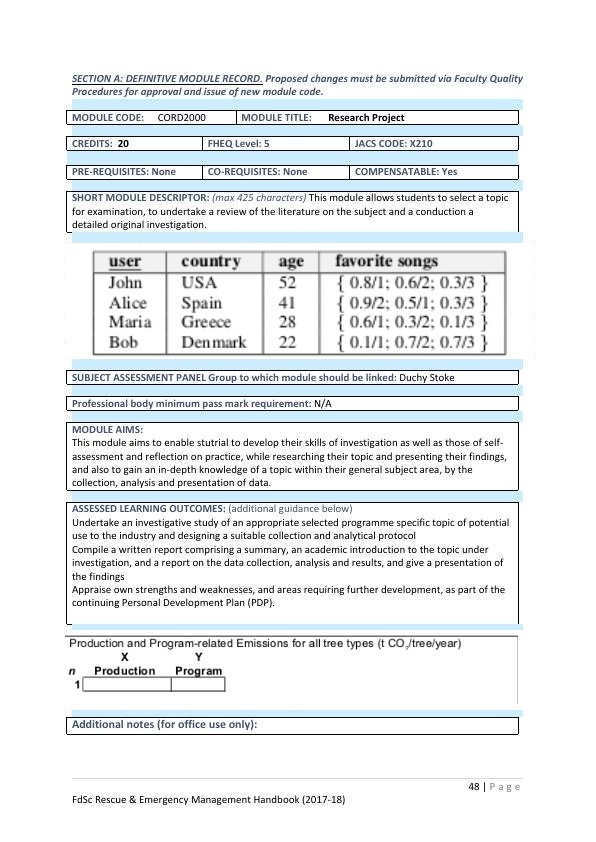 SECTION A: DEFINITIVE MODULE RECORD. Proposed changes must be submitted via Faculty Quality
Procedures for approval and issue of new module code.
MODULE CODE: CORD2000 MODULE TITLE: Research Project
CREDITS: 20 FHEQ Level: 5 JACS CODE: X210
PRE-REQUISITES: None CO-REQUISITES: None COMPENSATABLE: Yes
SHORT MODULE DESCRIPTOR: (max 425 characters) This module allows students to select a topic
for examination, to undertake a review of the literature on the subject and a conduction a
detailed original investigation.
user country age favorite songs
John USA 52 { 0.8/1; 0.6/2; 0.3/3 }
Alice Spain 41 { 0.9/2; 0.5/1; 0.3/3 }
Maria Greece 28 { 0.6/1; 0.3/2; 0.1/3 }
Bob Denmark 22 { 0.1/1; 0.7/2; 0.7/3 }
SUBJECT ASSESSMENT PANEL Group to which module should be linked: Duchy Stoke
Professional body minimum pass mark requirement: N/A
MODULE AIMS:
This module aims to enable stutrial to develop their skills of investigation as well as those of self-
assessment and reflection on practice, while researching their topic and presenting their findings,
and also to gain an in-depth knowledge of a topic within their general subject area, by the
collection, analysis and presentation of data.
ASSESSED LEARNING OUTCOMES: (additional guidance below)
Undertake an investigative study of an appropriate selected programme specific topic of potential
use to the industry and designing a suitable collection and analytical protocol
Compile a written report comprising a summary, an academic introduction to the topic under
investigation, and a report on the data collection, analysis and results, and give a presentation of
the findings
Appraise own strengths and weaknesses, and areas requiring further development, as part of the
continuing Personal Development Plan (PDP).
Production and Program-related Emissions for all tree types (t CO2/tree/year)
X Y
n Production Program
1
Additional notes (for office use only):
48 | Page
FdSc Rescue & Emergency Management Handbook (2017-18)